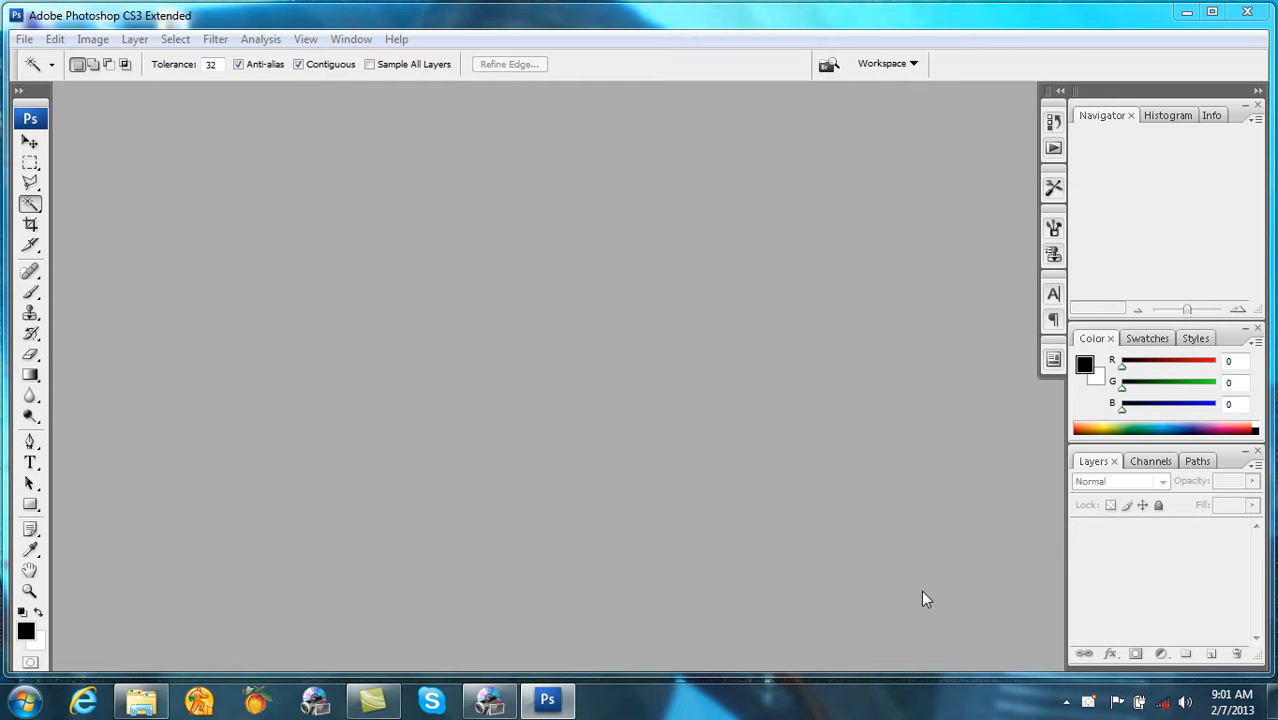 Ps Adobe Photoshop CS3 Extended
File Edit Image Layer Select Filter Analysis View Window Help
Tolerance: 32 Anti-alias Contiguous Sample All Layers Refine Edge... Workspace
Ps
Navigator Histogram Info
Color Swatches Styles
R 0
G 0
B 0
Layers Channels Paths
Normal Opacity:
Lock: Fill:
T
A
Ps
9:01 AM
2/7/2013